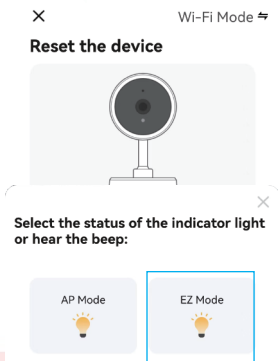 Wi-Fi Mode
Reset the device
Select the status of the indicator light
or hear the beep:
AP Mode
EZ Mode